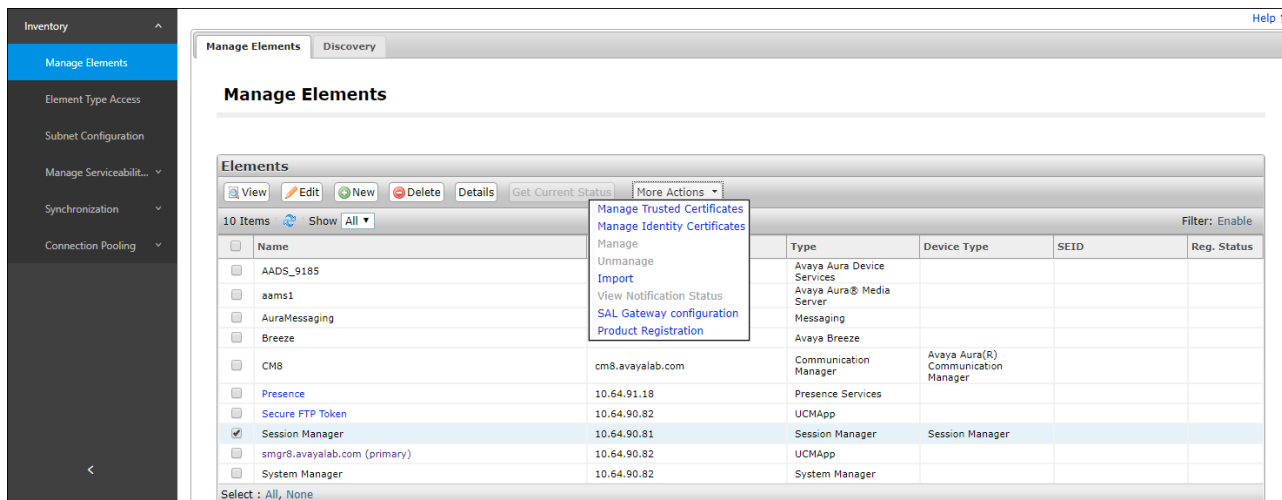 Help
Inventory
Manage Elements
Element Type Access
Subnet Configuration
Manage Serviceabilit...
Synchronization
Connection Pooling
Manage Elements Discovery
Manage Elements
Elements
View Edit New Delete Details Get Current Status More Actions
Manage Trusted Certificates
Manage Identity Certificates
Manage
Unmanage
Import
View Notification Status
SAL Gateway configuration
Product Registration
10 Items Show All Filter: Enable
Name Type Device Type SEID Reg. Status
AADS_9185 Avaya Aura Device
Services
aams1 Avaya Aura® Media
Server
AuraMessaging Messaging
Breeze Avaya Breeze
CM8 cm8.avayalab.com Communication
Manager Avaya Aura(R)
Communication
Manager
Presence 10.64.91.18 Presence Services
Secure FTP Token 10.64.90.82 UCMApp
Session Manager 10.64.90.81 Session Manager Session Manager
smgr8.avayalab.com (primary) 10.64.90.82 UCMApp
System Manager 10.64.90.82 System Manager
Select : All, None